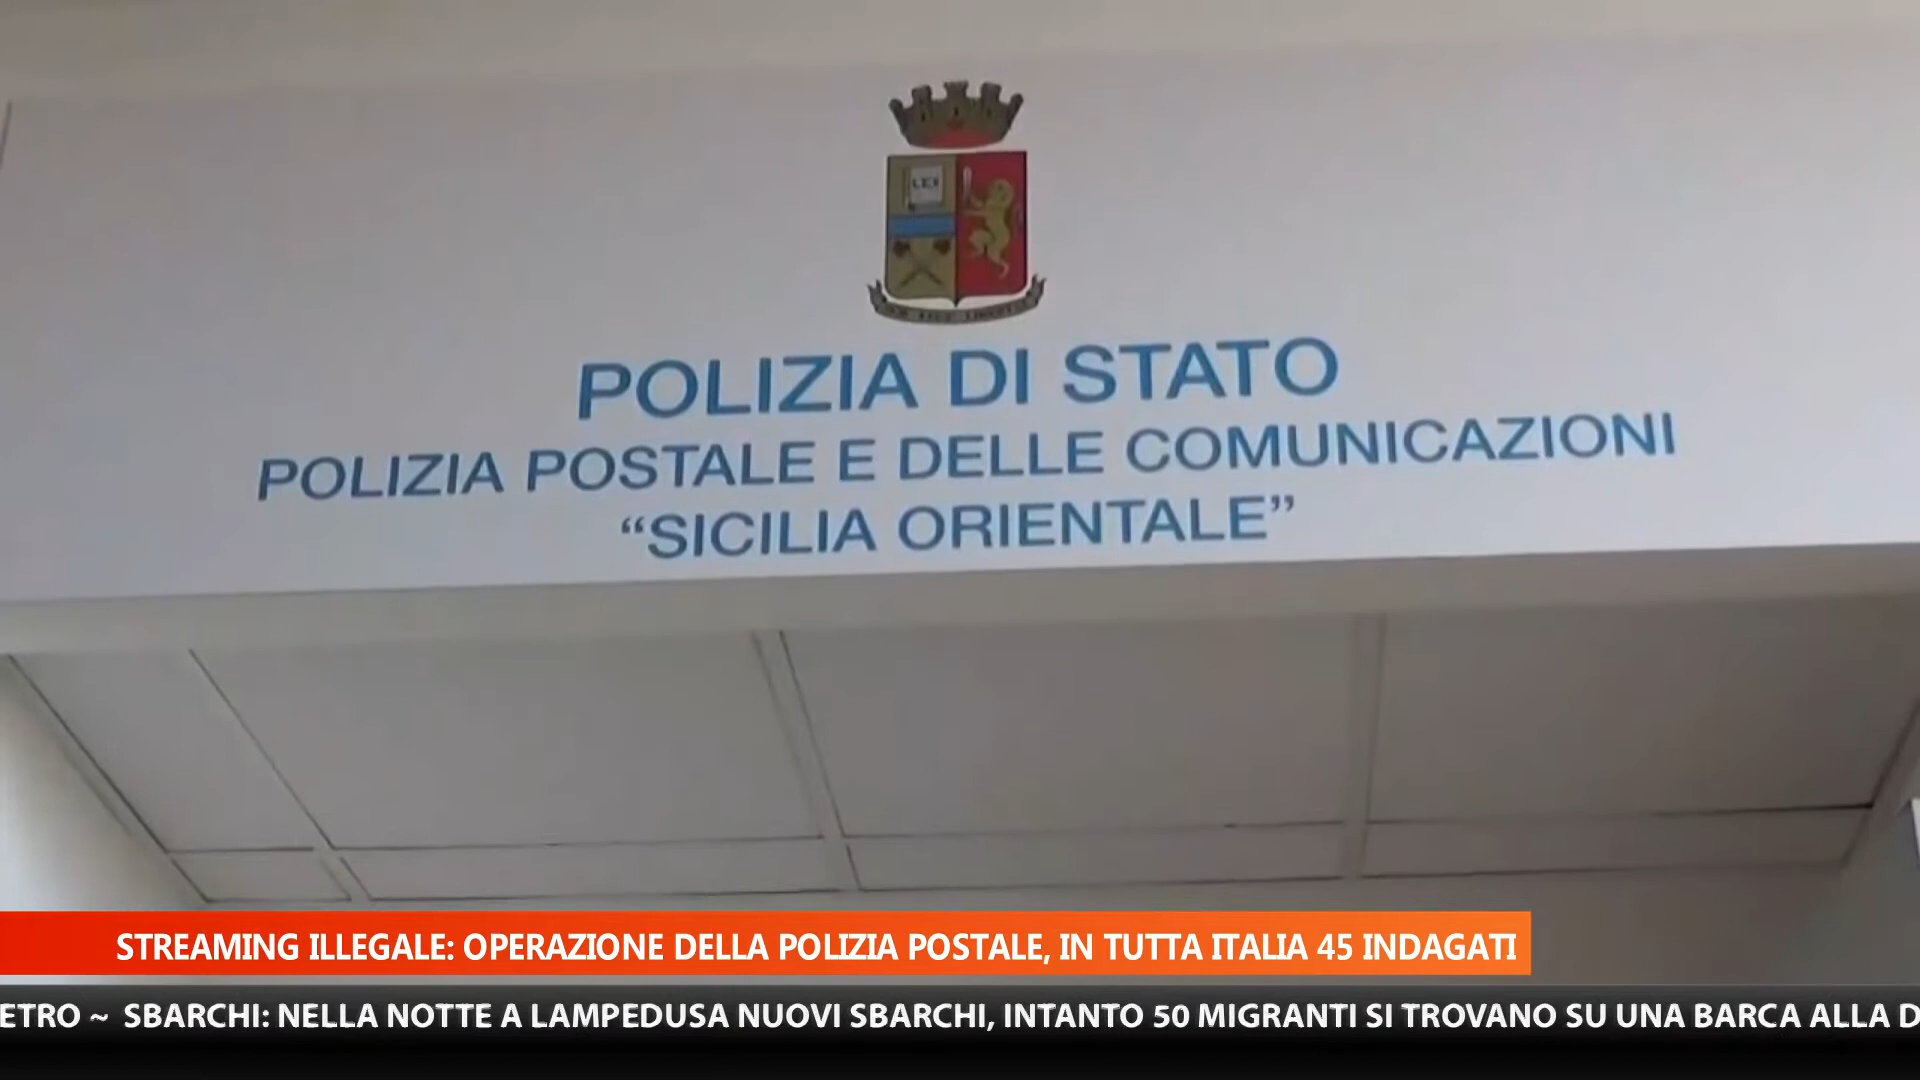 LEX
POLIZIA DI STATO
POLIZIA POSTALE E DELLE COMUNICAZIONI
“SICILIA ORIENTALE”
STREAMING ILLEGALE: OPERAZIONE DELLA POLIZIA POSTALE, IN TUTTA ITALIA 45 INDAGATI
ETRO ~ SBARCHI: NELLA NOTTE A LAMPEDUSA NUOVI SBARCHI, INTANTO 50 MIGRANTI SI TROVANO SU UNA BARCA ALLA D